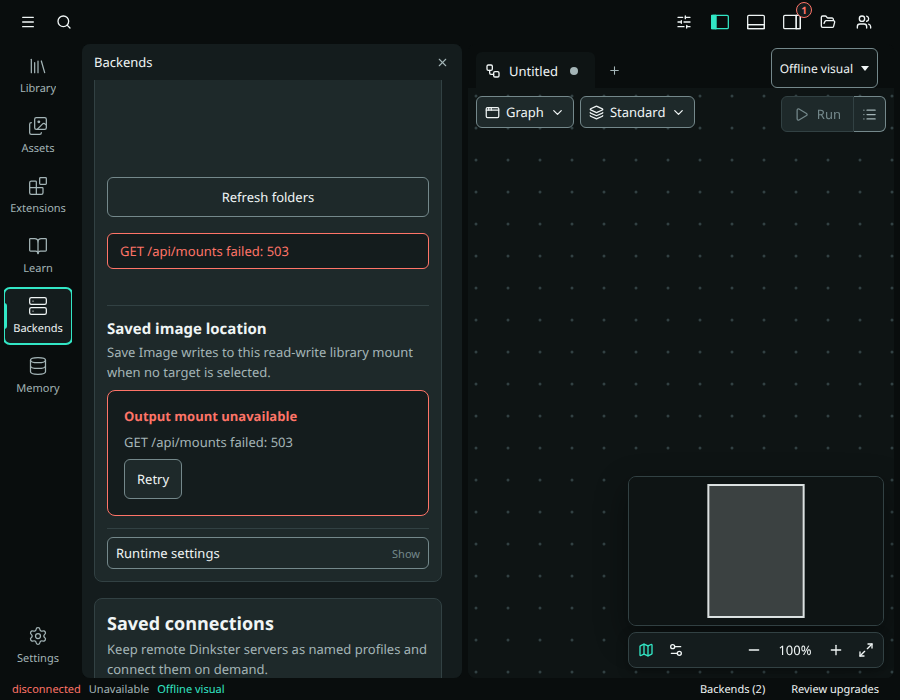 1
Library
Assets
Extensions
Learn
Backends
Memory
Settings
Backends
Refresh folders
GET /api/mounts failed: 503
Saved image location
Save Image writes to this read-write library mount
when no target is selected.
Output mount unavailable
GET /api/mounts failed: 503
Retry
Runtime settings Show
Saved connections
Keep remote Dinkster servers as named profiles and
connect them on demand.
Untitled
Offline visual
Graph
Standard
Run
100%
disconnected Unavailable Offline visual
Backends (2) Review upgrades